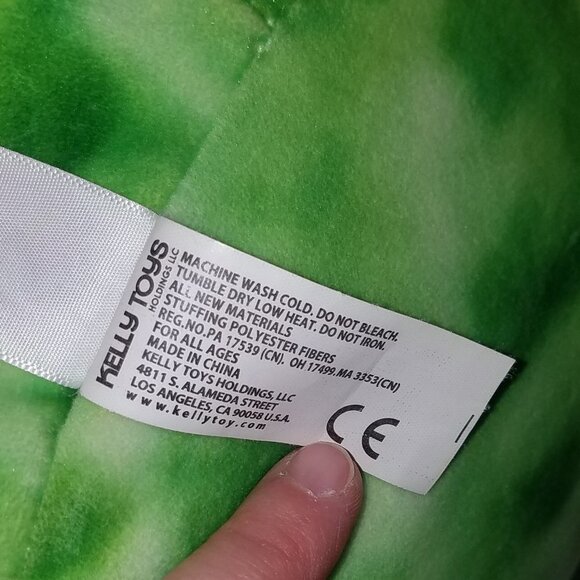 KELLY TOYS
HOLDINGS LLC
MACHINE WASH COLD. DO NOT BLEACH.
TUMBLE DRY LOW HEAT. DO NOT IRON.
ALL NEW MATERIALS
STUFFING POLYESTER FIBERS
REG.NO.PA 17539(CN). OH 17499.MA 3353(CN)
FOR ALL AGES
MADE IN CHINA
KELLY TOYS HOLDINGS, LLC
4811 S. ALAMEDA STREET
LOS ANGELES, CA 90058 U.S.A.
www.kellytoy.com
CE